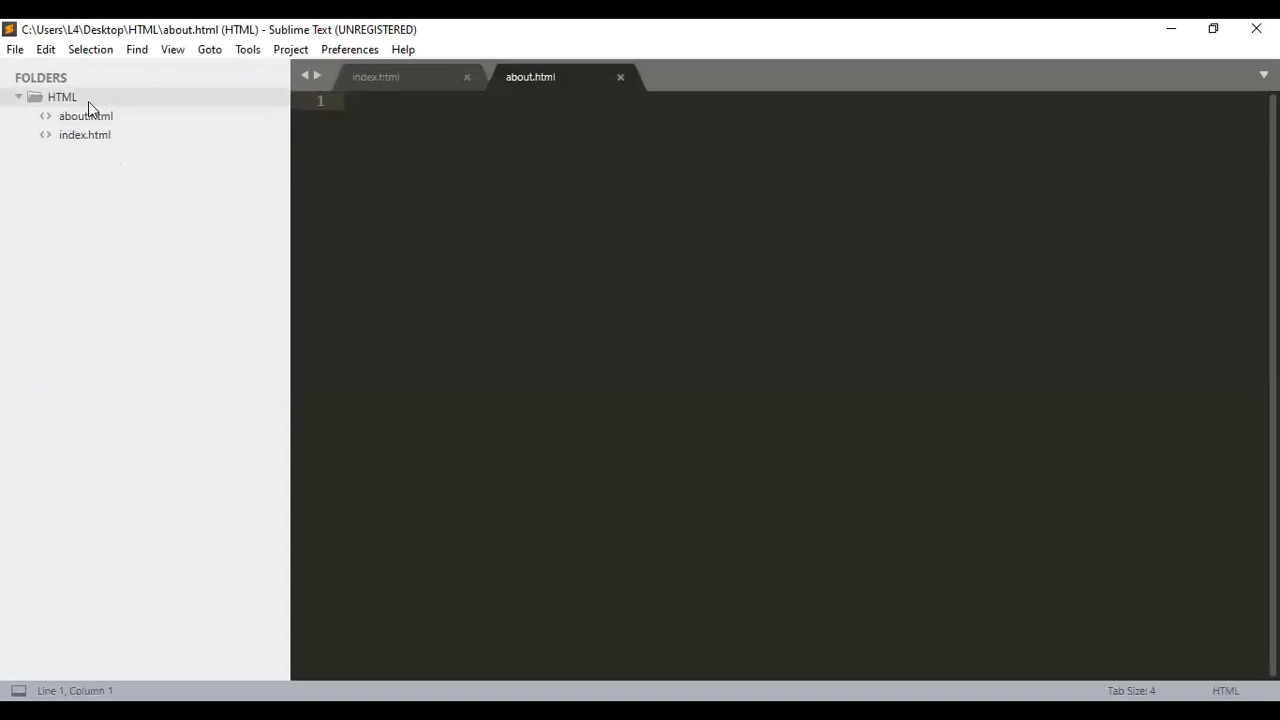 C:\Users\L4\Desktop\HTML\about.html (HTML) - Sublime Text (UNREGISTERED)
File Edit Selection Find View Goto Tools Project Preferences Help
FOLDERS
HTML
about.html
index.html
index.html
about.html
1
Line 1, Column 1
Tab Size: 4
HTML